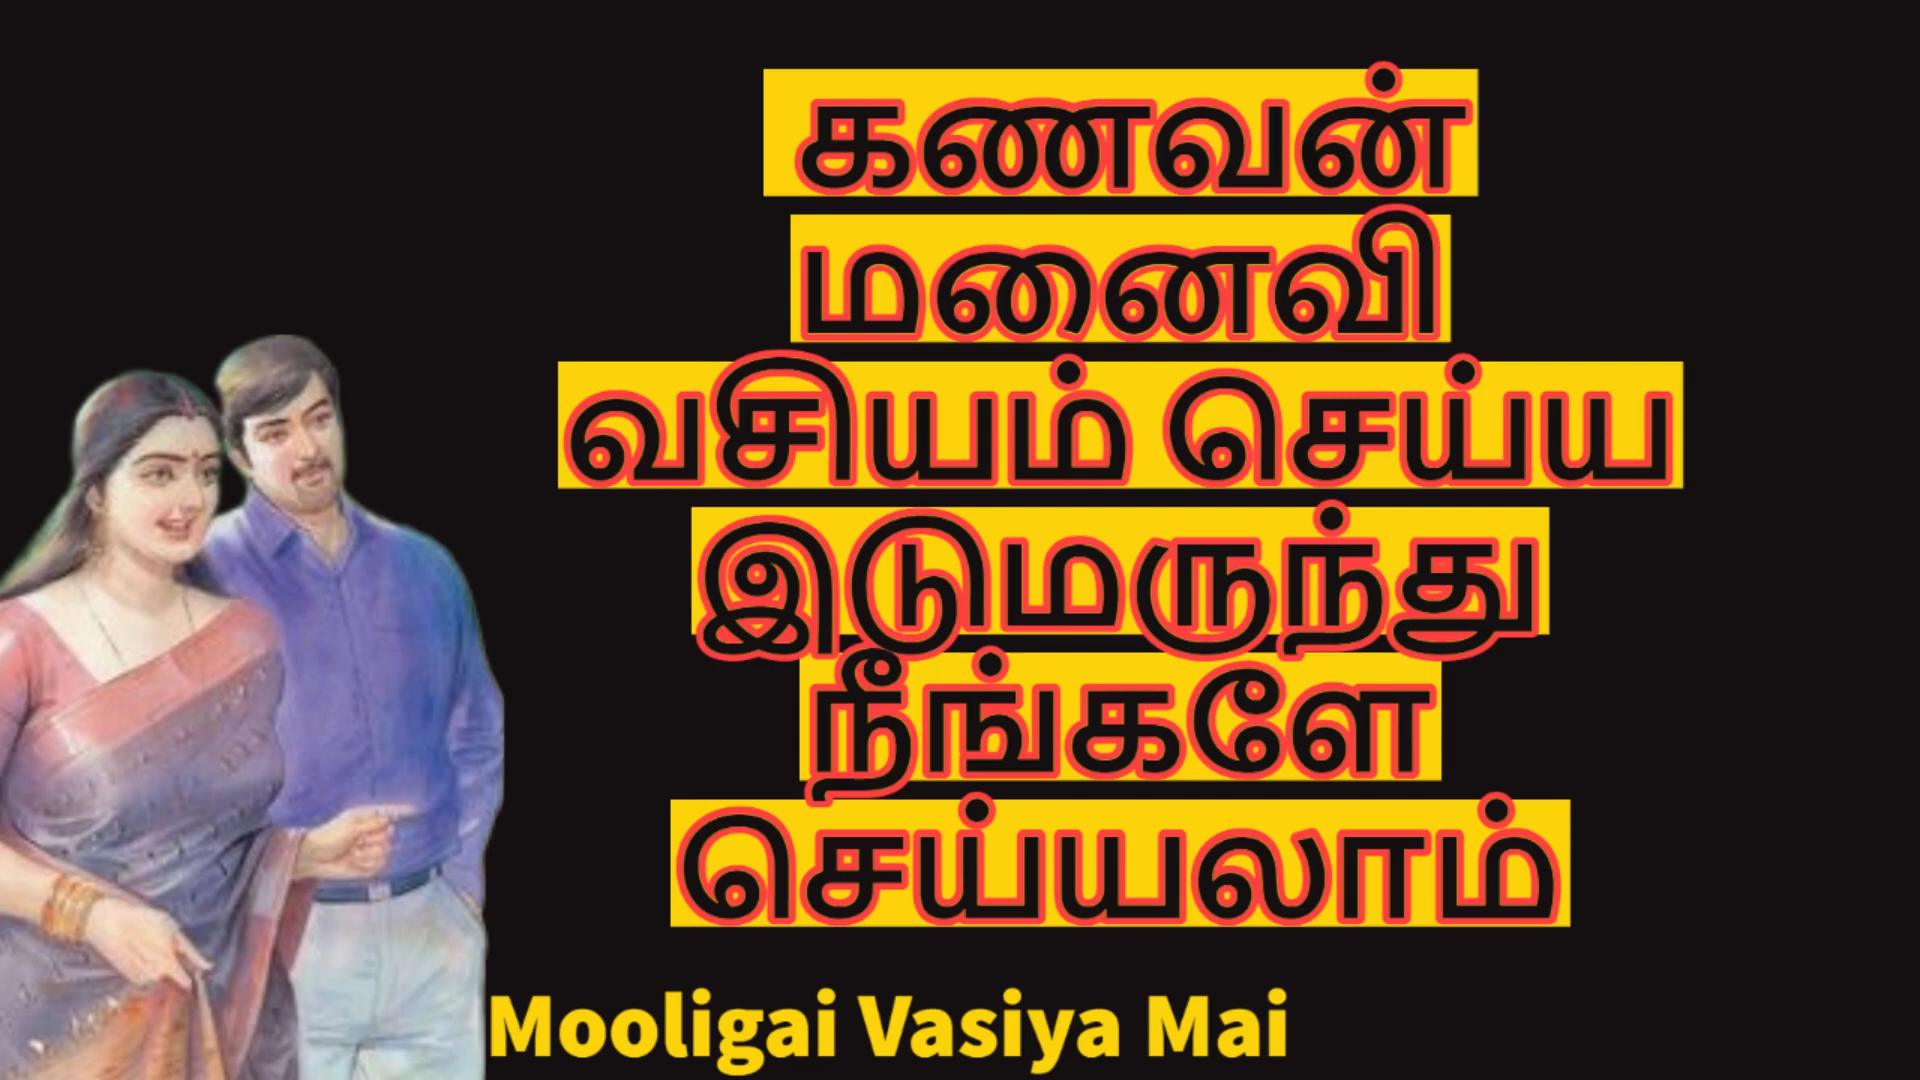 கணவன்
மனைவி
வசியம் செய்ய
இடுமருந்து
நீங்களே
செய்யலாம்
Mooligai Vasiya Mai